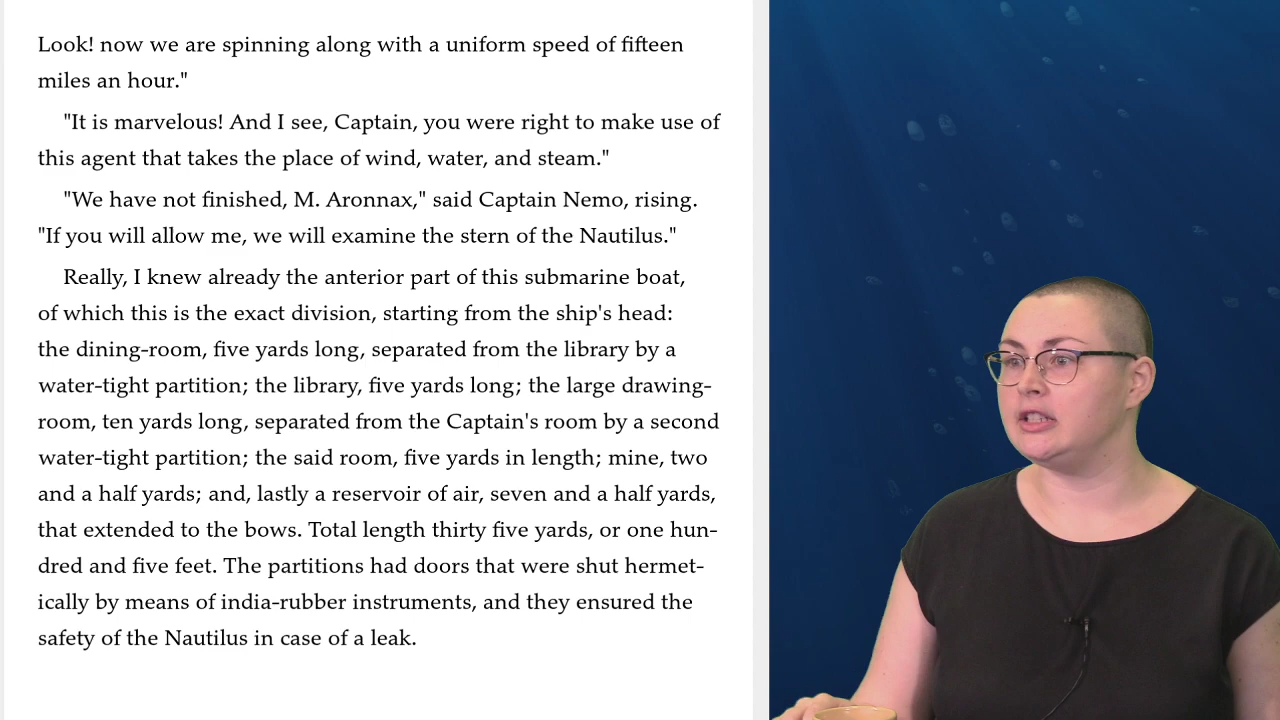 Look! now we are spinning along with a uniform speed of fifteen
miles an hour."
"It is marvelous! And I see, Captain, you were right to make use of
this agent that takes the place of wind, water, and steam."
"We have not finished, M. Aronnax," said Captain Nemo, rising.
"If you will allow me, we will examine the stern of the Nautilus."
Really, I knew already the anterior part of this submarine boat,
of which this is the exact division, starting from the ship's head:
the dining-room, five yards long, separated from the library by a
water-tight partition; the library, five yards long; the large drawing-
room, ten yards long, separated from the Captain's room by a second
water-tight partition; the said room, five yards in length; mine, two
and a half yards; and, lastly a reservoir of air, seven and a half yards,
that extended to the bows. Total length thirty five yards, or one hun-
dred and five feet. The partitions had doors that were shut hermet-
ically by means of india-rubber instruments, and they ensured the
safety of the Nautilus in case of a leak.